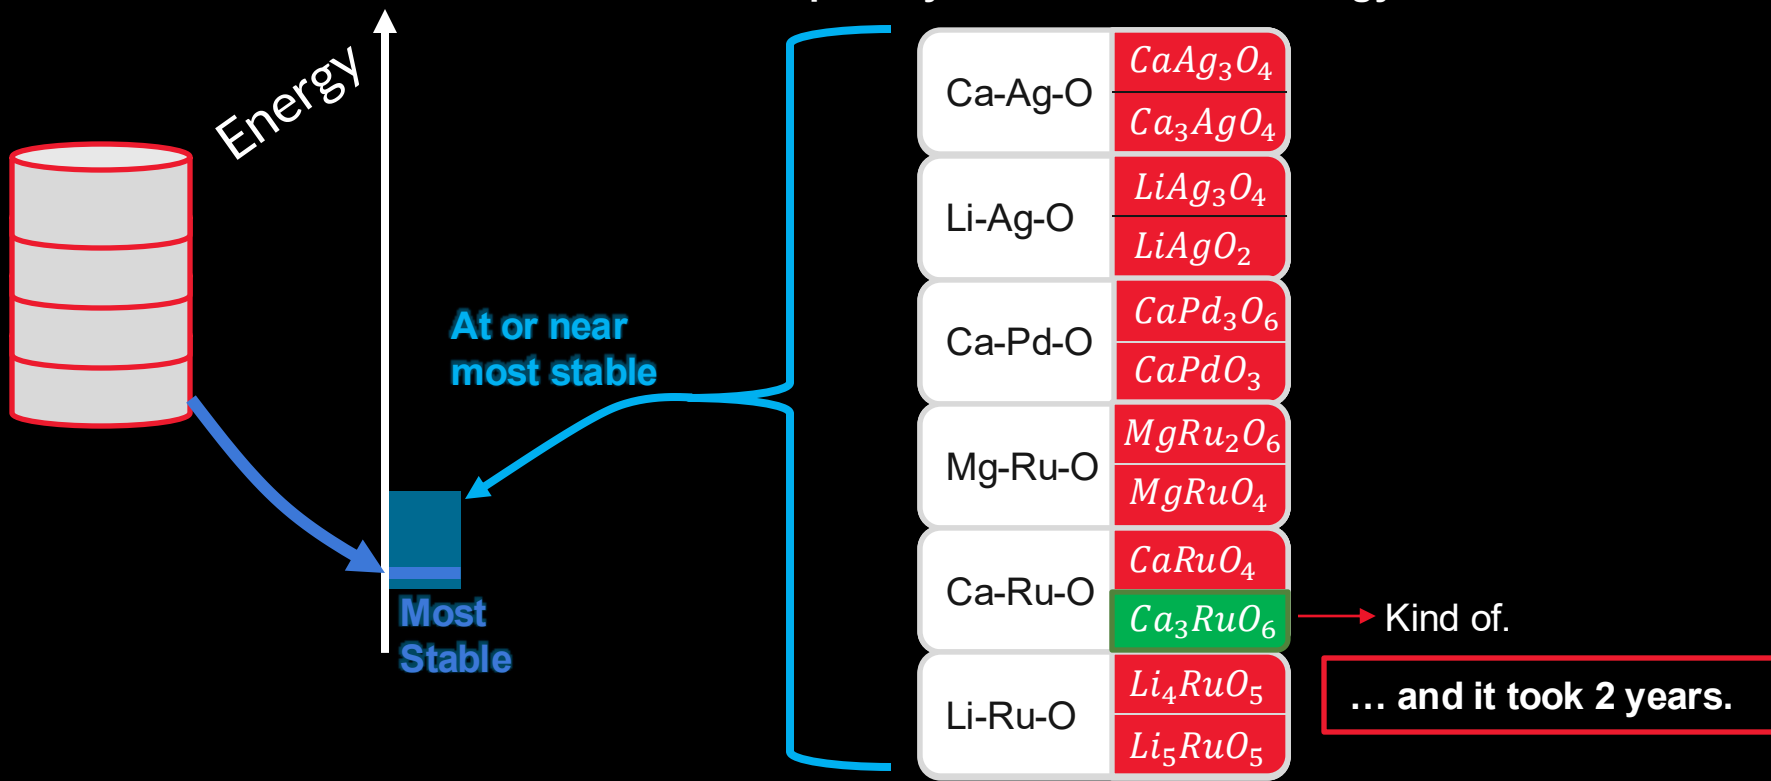 Energy
At or near
most stable
Most
Stable
Ca-Ag-O
CaAg₃O₄
Ca₃AgO₄
Li-Ag-O
LiAg₃O₄
LiAgO₂
Ca-Pd-O
CaPd₃O₆
CaPdO₃
Mg-Ru-O
MgRu₂O₆
MgRuO₄
Ca-Ru-O
CaRuO₄
Ca₃RuO₆
Kind of.
Li-Ru-O
Li₄RuO₅
Li₅RuO₅
… and it took 2 years.